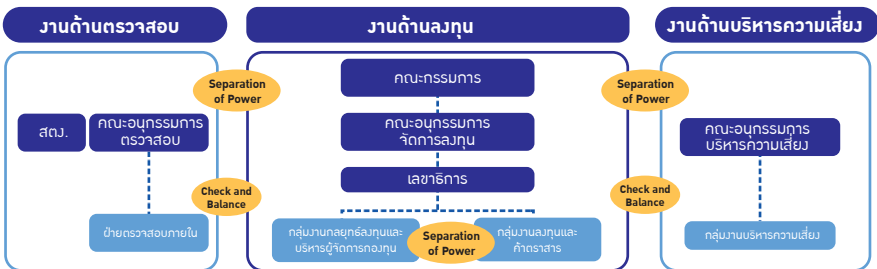 งานด้านตรวจสอบ
งานด้านลงทุน
งานด้านบริหารความเสี่ยง
Separation
of Power
Separation
of Power
คณะกรรมการ
สตง.
คณะอนุกรรมการ
ตรวจสอบ
คณะอนุกรรมการ
จัดการลงทุน
คณะอนุกรรมการ
บริหารความเสี่ยง
เลขาธิการ
Check and
Balance
Check and
Balance
ฝ่ายตรวจสอบภายใน
กลุ่มงานกลยุทธ์ลงทุนและ
บริหารผู้จัดการกองทุน
Separation
of Power
กลุ่มงานลงทุนและ
ค้าตราสาร
กลุ่มงานบริหารความเสี่ยง